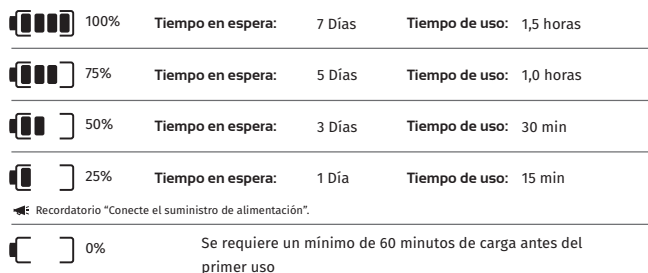 100% Tiempo en espera: 7 Días Tiempo de uso: 1,5 horas
75% Tiempo en espera: 5 Días Tiempo de uso: 1,0 horas
50% Tiempo en espera: 3 Días Tiempo de uso: 30 min
25% Tiempo en espera: 1 Día Tiempo de uso: 15 min
Recordatorio “Conecte el suministro de alimentación”.
0% Se requiere un mínimo de 60 minutos de carga antes del
primer uso